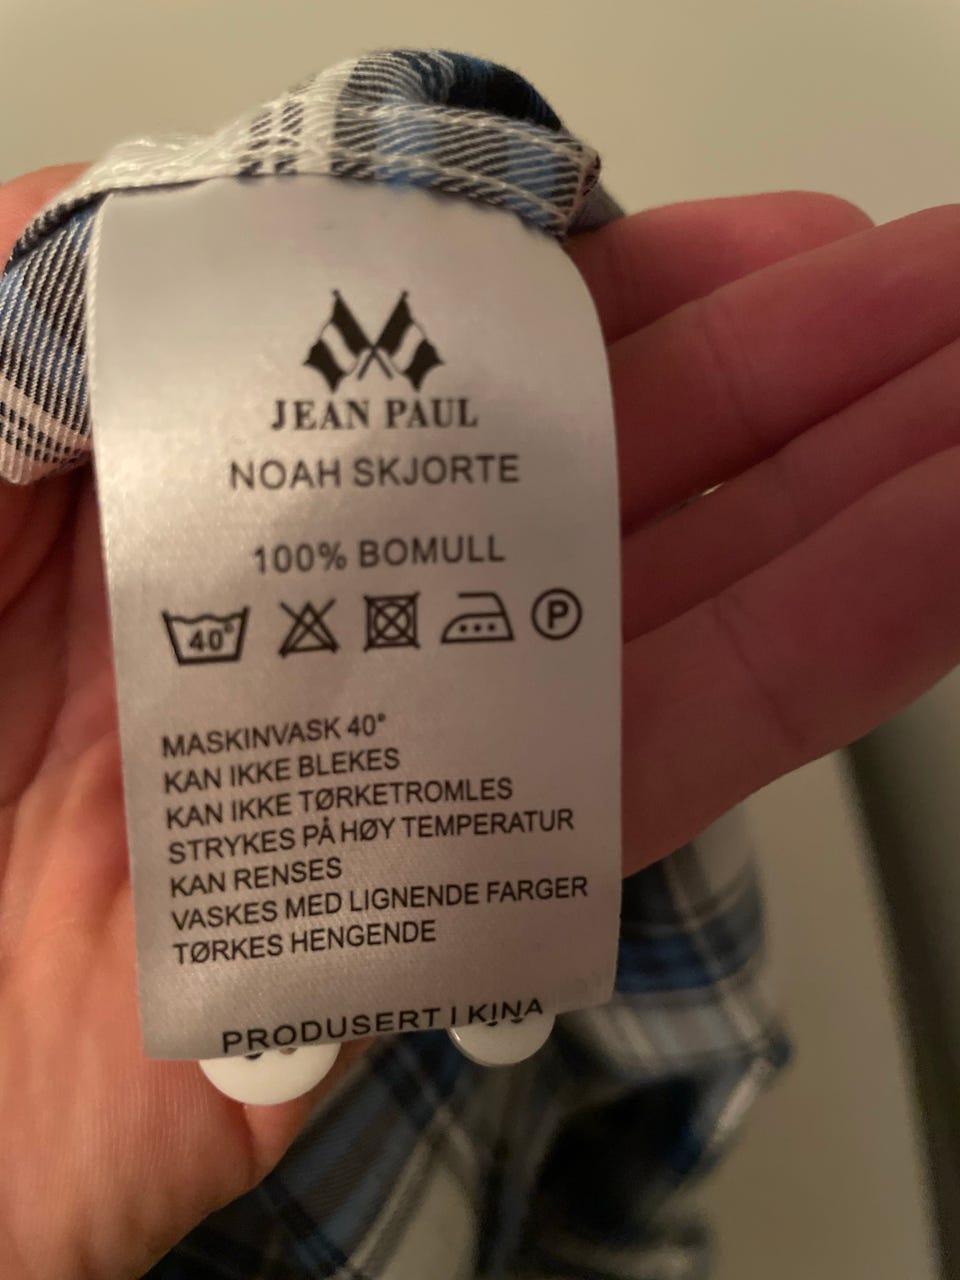 JEAN PAUL
NOAH SKJORTE
100% BOMULL
40° P
MASKINVASK 40°
KAN IKKE BLEKES
KAN IKKE TØRKETROMLES
STRYKES PÅ HØY TEMPERATUR
KAN RENSES
VASKES MED LIGNENDE FARGER
TØRKES HENGENDE
PRODUSERT I KINA